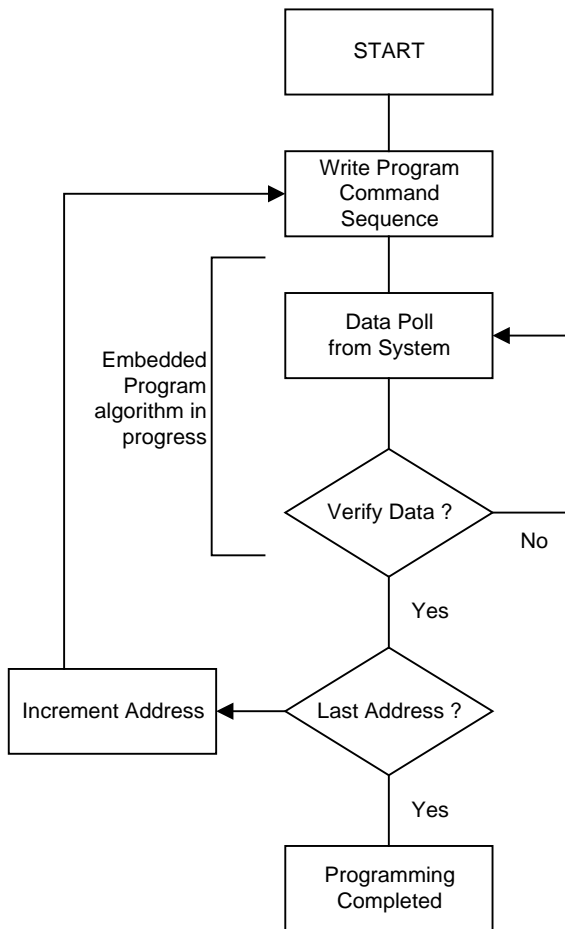 START
Write Program
Command
Sequence
Data Poll
from System
Embedded
Program
algorithm in
progress
Verify Data ?
No
Yes
Increment Address
Last Address ?
Yes
Programming
Completed